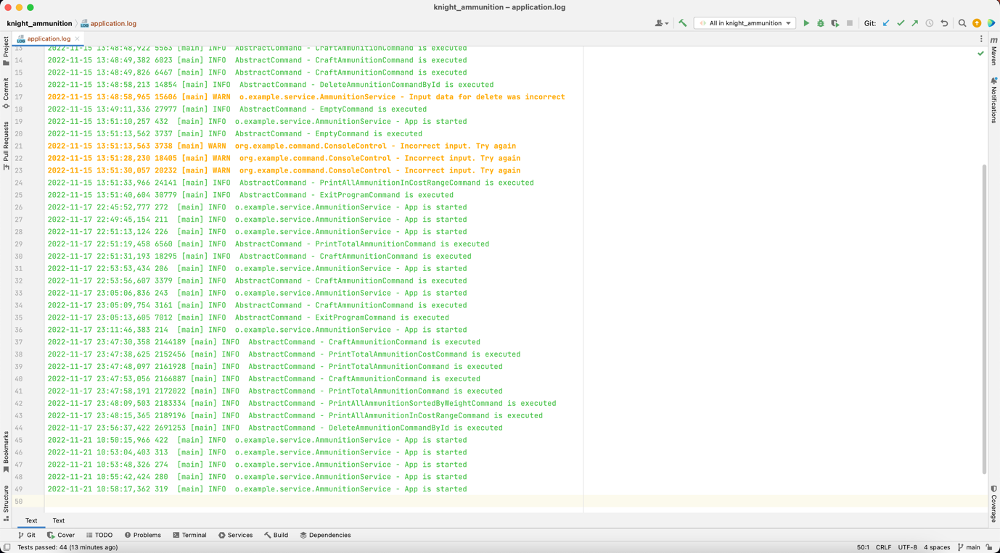 knight_ammunition – application.log
knight_ammunition application.log
All in knight_ammunition
Git:
application.log
Project
Commit
Pull Requests
Bookmarks
Structure
m
Maven
Notifications
Coverage
13 2022-11-15 13:48:48,922 5563 [main] INFO  AbstractCommand - CraftAmmunitionCommand is executed
14 2022-11-15 13:48:49,382 6023 [main] INFO  AbstractCommand - CraftAmmunitionCommand is executed
15 2022-11-15 13:48:49,826 6467 [main] INFO  AbstractCommand - CraftAmmunitionCommand is executed
16 2022-11-15 13:48:58,213 14854 [main] INFO  AbstractCommand - DeleteAmmunitionCommandById is executed
17 2022-11-15 13:48:58,965 15606 [main] WARN  o.example.service.AmmunitionService - Input data for delete was incorrect
18 2022-11-15 13:49:11,336 27977 [main] INFO  AbstractCommand - EmptyCommand is executed
19 2022-11-15 13:51:10,257 432  [main] INFO  o.example.service.AmmunitionService - App is started
20 2022-11-15 13:51:13,562 3737 [main] INFO  AbstractCommand - EmptyCommand is executed
21 2022-11-15 13:51:13,563 3738 [main] WARN  org.example.command.ConsoleControl - Incorrect input. Try again
22 2022-11-15 13:51:28,230 18405 [main] WARN  org.example.command.ConsoleControl - Incorrect input. Try again
23 2022-11-15 13:51:30,057 20232 [main] WARN  org.example.command.ConsoleControl - Incorrect input. Try again
24 2022-11-15 13:51:33,966 24141 [main] INFO  AbstractCommand - PrintAllAmmunitionInCostRangeCommand is executed
25 2022-11-15 13:51:40,604 30779 [main] INFO  AbstractCommand - ExitProgramCommand is executed
26 2022-11-17 22:45:52,777 272  [main] INFO  o.example.service.AmmunitionService - App is started
27 2022-11-17 22:49:45,154 211  [main] INFO  o.example.service.AmmunitionService - App is started
28 2022-11-17 22:51:13,124 226  [main] INFO  o.example.service.AmmunitionService - App is started
29 2022-11-17 22:51:19,458 6560 [main] INFO  AbstractCommand - PrintTotalAmmunitionCommand is executed
30 2022-11-17 22:51:31,193 18295 [main] INFO  AbstractCommand - CraftAmmunitionCommand is executed
31 2022-11-17 22:53:53,434 206  [main] INFO  o.example.service.AmmunitionService - App is started
32 2022-11-17 22:53:56,607 3379 [main] INFO  AbstractCommand - CraftAmmunitionCommand is executed
33 2022-11-17 23:05:06,836 243  [main] INFO  o.example.service.AmmunitionService - App is started
34 2022-11-17 23:05:09,754 3161 [main] INFO  AbstractCommand - CraftAmmunitionCommand is executed
35 2022-11-17 23:05:13,605 7012 [main] INFO  AbstractCommand - ExitProgramCommand is executed
36 2022-11-17 23:11:46,383 214  [main] INFO  o.example.service.AmmunitionService - App is started
37 2022-11-17 23:47:30,358 2144189 [main] INFO  AbstractCommand - CraftAmmunitionCommand is executed
38 2022-11-17 23:47:38,625 2152456 [main] INFO  AbstractCommand - PrintTotalAmmunitionCostCommand is executed
39 2022-11-17 23:47:48,097 2161928 [main] INFO  AbstractCommand - PrintTotalAmmunitionCommand is executed
40 2022-11-17 23:47:53,056 2166887 [main] INFO  AbstractCommand - CraftAmmunitionCommand is executed
41 2022-11-17 23:47:58,191 2172022 [main] INFO  AbstractCommand - PrintTotalAmmunitionCommand is executed
42 2022-11-17 23:48:09,503 2183334 [main] INFO  AbstractCommand - PrintAllAmmunitionSortedByWeightCommand is executed
43 2022-11-17 23:48:15,365 2189196 [main] INFO  AbstractCommand - PrintAllAmmunitionInCostRangeCommand is executed
44 2022-11-17 23:56:37,422 2691253 [main] INFO  AbstractCommand - DeleteAmmunitionCommandById is executed
45 2022-11-21 10:50:15,966 422  [main] INFO  o.example.service.AmmunitionService - App is started
46 2022-11-21 10:53:04,403 313  [main] INFO  o.example.service.AmmunitionService - App is started
47 2022-11-21 10:53:48,326 274  [main] INFO  o.example.service.AmmunitionService - App is started
48 2022-11-21 10:55:42,424 280  [main] INFO  o.example.service.AmmunitionService - App is started
49 2022-11-21 10:58:17,362 319  [main] INFO  o.example.service.AmmunitionService - App is started
50
Text Text
Git Cover TODO Problems Terminal Services Build Dependencies
Tests passed: 44 (13 minutes ago) 50:1 CRLF UTF-8 4 spaces main